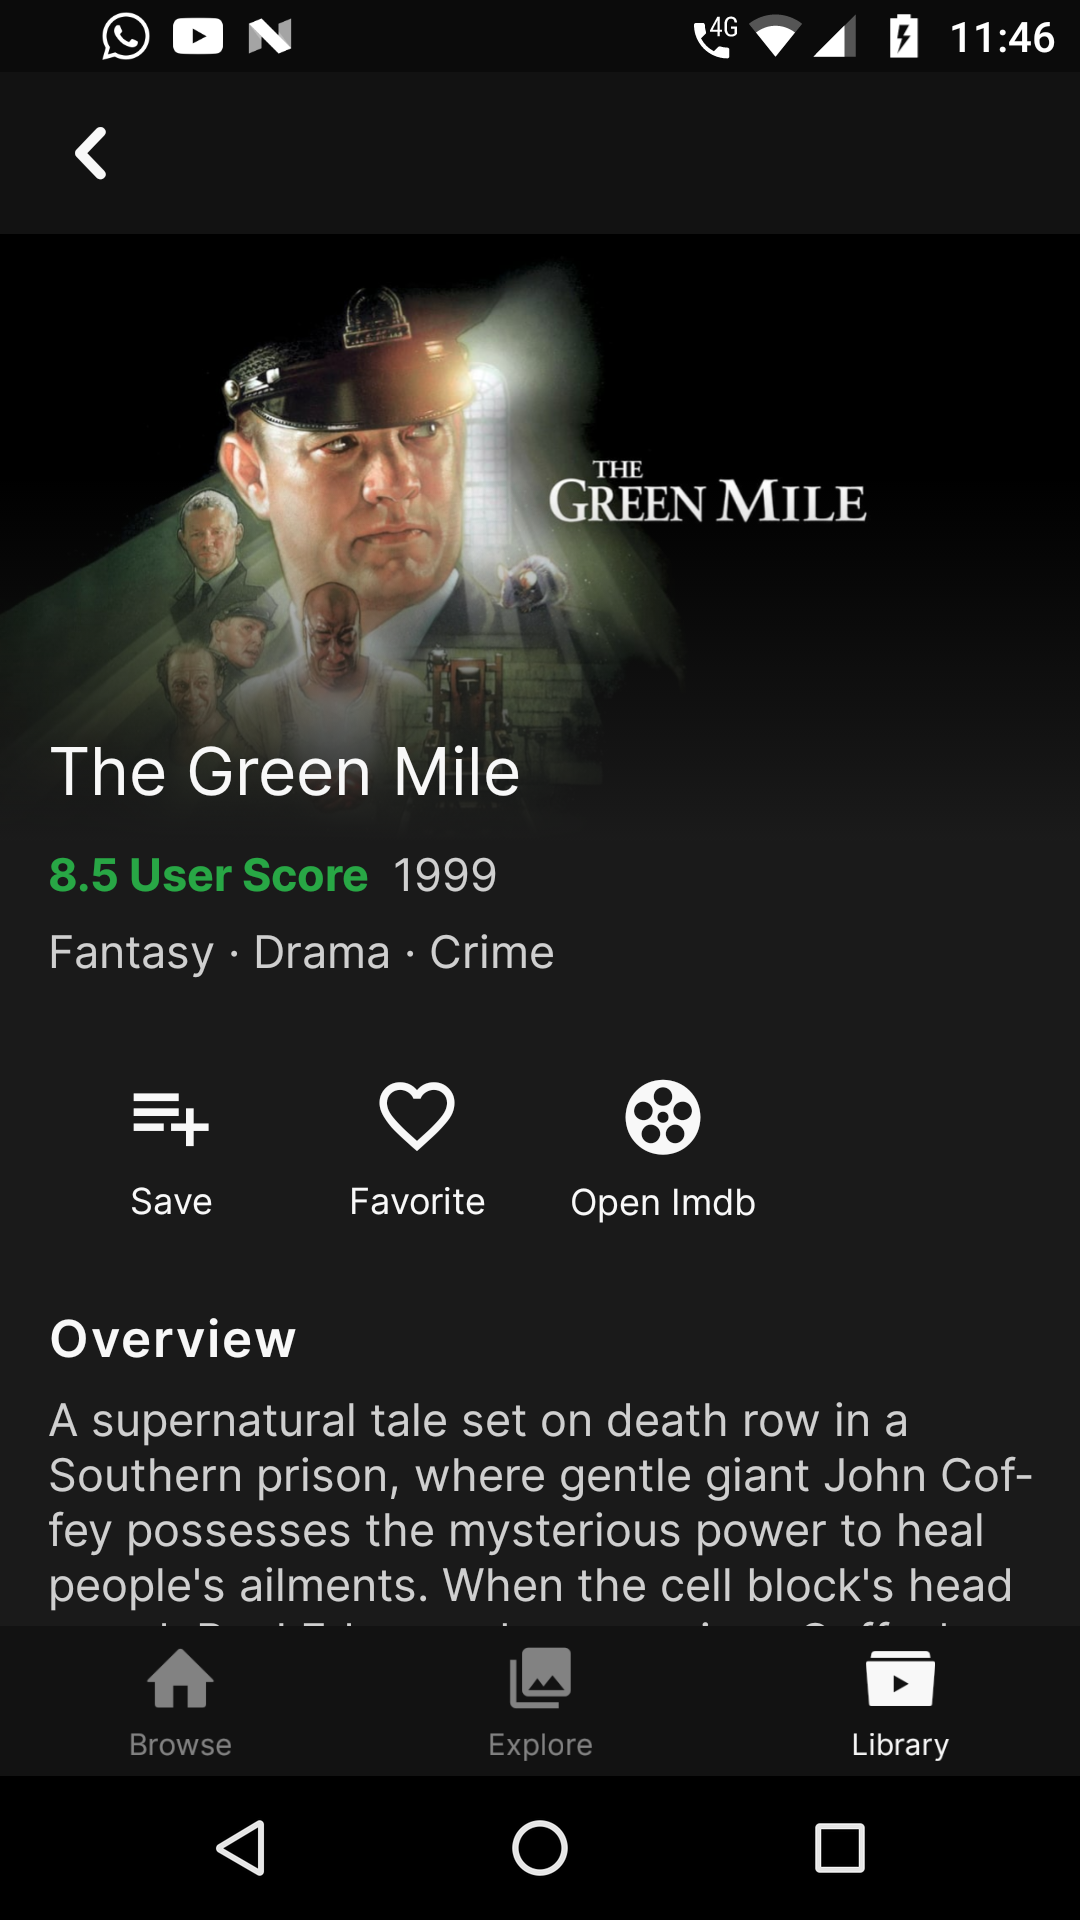 4G 11:46
THE
GREEN MILE
The Green Mile
8.5 User Score 1999
Fantasy · Drama · Crime
Save Favorite Open Imdb
Overview
A supernatural tale set on death row in a
Southern prison, where gentle giant John Cof-
fey possesses the mysterious power to heal
people's ailments. When the cell block's head
Browse Explore Library